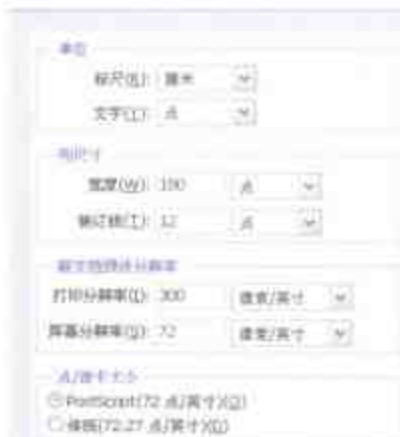 单位
标尺(R): 厘米
文字(T): 点
列尺寸
宽度(W): 180 点
装订线(T): 12 点
新文档预设分辨率
打印分辨率(I): 300 像素/英寸
屏幕分辨率(S): 72 像素/英寸
点/派卡大小
PostScript(72 点/英寸)(Q)
传统(72.27 点/英寸)(D)